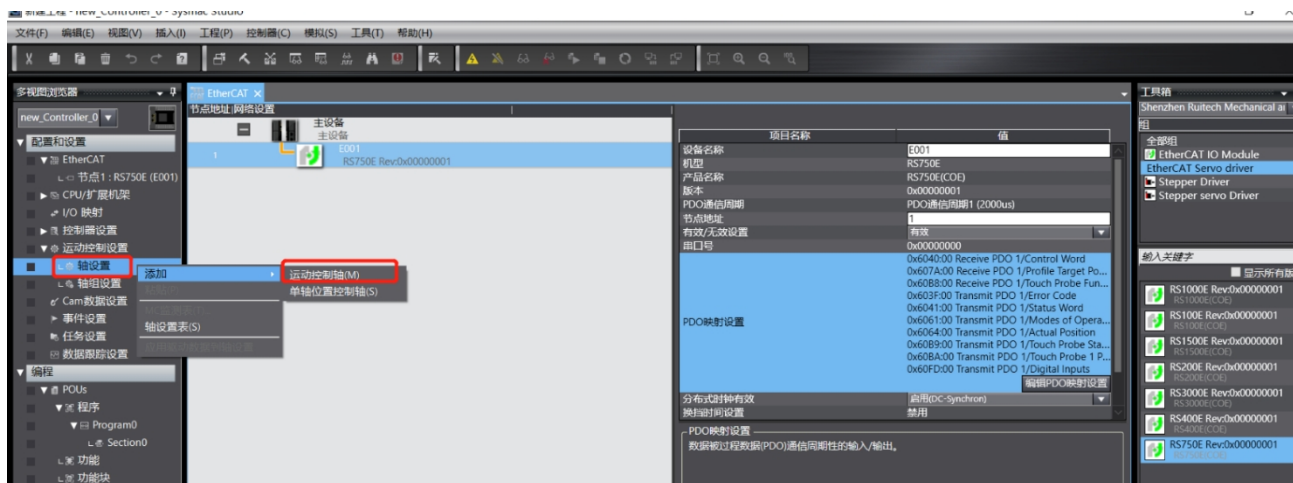 新建工程 - new_Controller_0 - Sysmac Studio
文件(F) 编辑(E) 视图(V) 插入(I) 工程(P) 控制器(C) 模拟(S) 工具(T) 帮助(H)
多视图浏览器
new_Controller_0
配置和设置
EtherCAT
节点1 : RS750E (E001)
CPU/扩展机架
I/O 映射
控制器设置
运动控制设置
轴设置
轴组设置
Cam数据设置
事件设置
任务设置
数据跟踪设置
编程
POUs
程序
Program0
Section0
功能
功能块
添加
轴设置表(S)
运动控制轴(M)
单轴位置控制轴(S)
EtherCAT
节点地址|网络设置
主设备
主设备
1
E001
RS750E Rev:0x00000001
项目名称 值
设备名称 E001
机型 RS750E
产品名称 RS750E(COE)
版本 0x00000001
PDO通信周期 PDO通信周期1 (2000us)
节点地址 1
有效/无效设置 有效
串口号 0x00000000
PDO映射设置
0x6040:00 Receive PDO 1/Control Word
0x607A:00 Receive PDO 1/Profile Target Po...
0x60B8:00 Receive PDO 1/Touch Probe Fun...
0x603F:00 Transmit PDO 1/Error Code
0x6041:00 Transmit PDO 1/Status Word
0x6061:00 Transmit PDO 1/Modes of Opera...
0x6064:00 Transmit PDO 1/Actual Position
0x60B9:00 Transmit PDO 1/Touch Probe Sta...
0x60BA:00 Transmit PDO 1/Touch Probe 1 P...
0x60FD:00 Transmit PDO 1/Digital Inputs
编辑PDO映射设置
分布式时钟有效 启用(DC-Synchron)
换挡时间设置 禁用
PDO映射设置
数据被过程数据(PDO)通信周期性的输入/输出。
工具箱
Shenzhen Ruitech Mechanical a
组
全部组
EtherCAT IO Module
EtherCAT Servo driver
Stepper Driver
Stepper servo Driver
输入关键字
显示所有版
RS1000E Rev:0x00000001
RS1000E(COE)
RS100E Rev:0x00000001
RS100E(COE)
RS1500E Rev:0x00000001
RS1500E(COE)
RS200E Rev:0x00000001
RS200E(COE)
RS3000E Rev:0x00000001
RS3000E(COE)
RS400E Rev:0x00000001
RS400E(COE)
RS750E Rev:0x00000001
RS750E(COE)